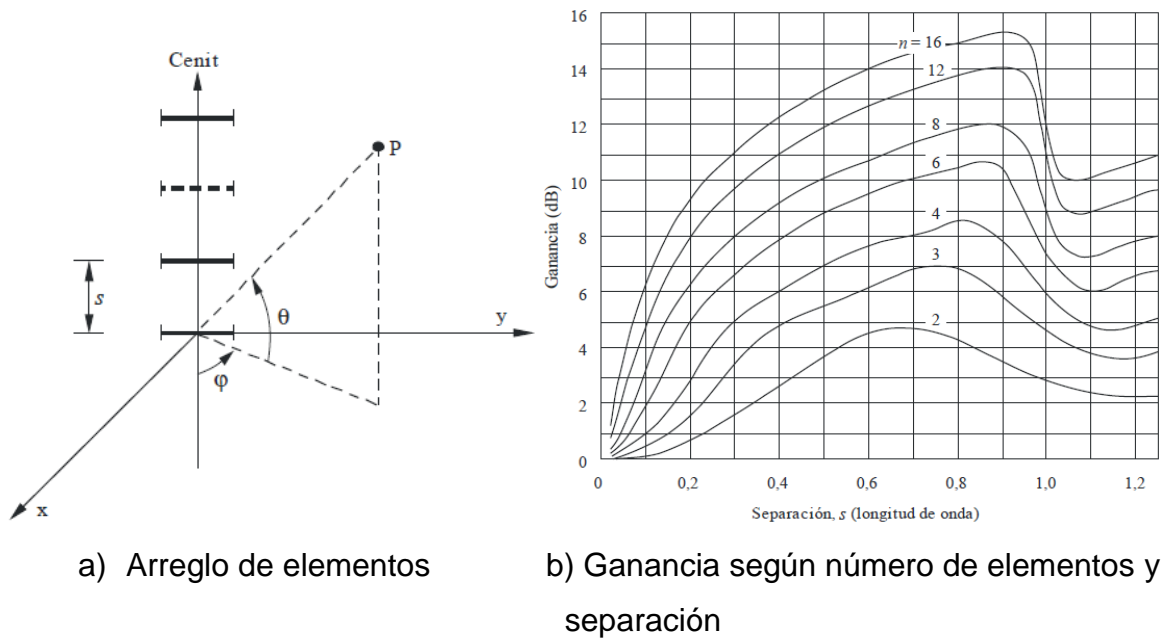 Cenit
P
s
θ
y
φ
x
a) Arreglo de elementos
16
14
12
10
8
6
4
2
0
Ganancia (dB)
n = 16
12
8
6
4
3
2
0
0,2
0,4
0,6
0,8
1,0
1,2
Separación, s (longitud de onda)
b) Ganancia según número de elementos y
separación